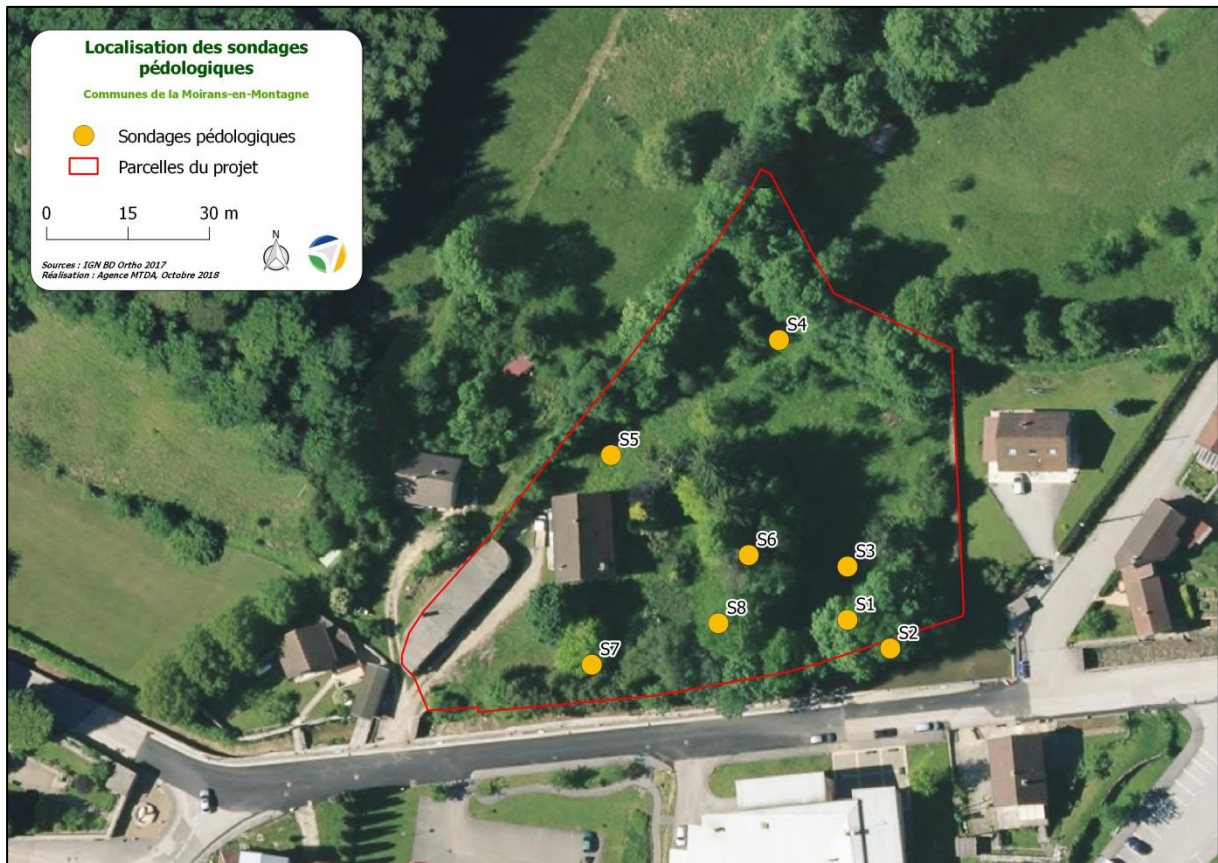 Localisation des sondages
pédologiques
Communes de la Moirans-en-Montagne
Sondages pédologiques
Parcelles du projet
0 15 30 m
N
Sources : IGN BD Ortho 2017
Réalisation : Agence MTDA, Octobre 2018
S4
S5
S6
S3
S8
S1
S2
S7